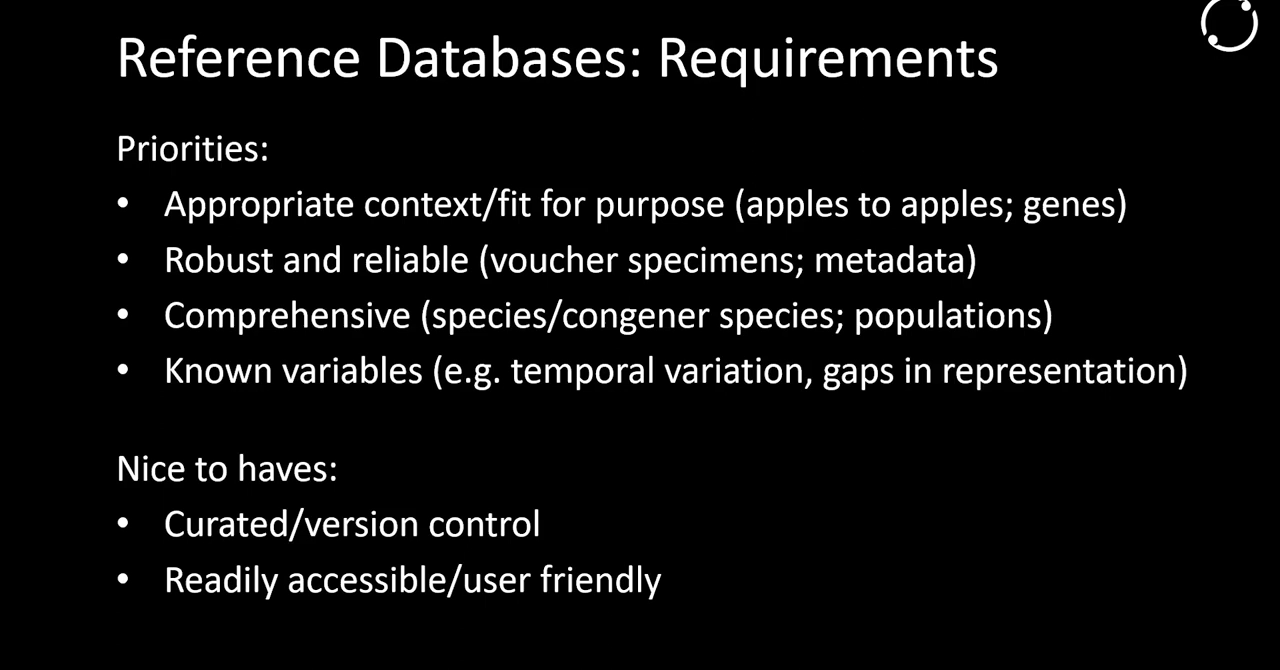 Reference Databases: Requirements
Priorities:
• Appropriate context/fit for purpose (apples to apples; genes)
• Robust and reliable (voucher specimens; metadata)
• Comprehensive (species/congener species; populations)
• Known variables (e.g. temporal variation, gaps in representation)
Nice to haves:
• Curated/version control
• Readily accessible/user friendly